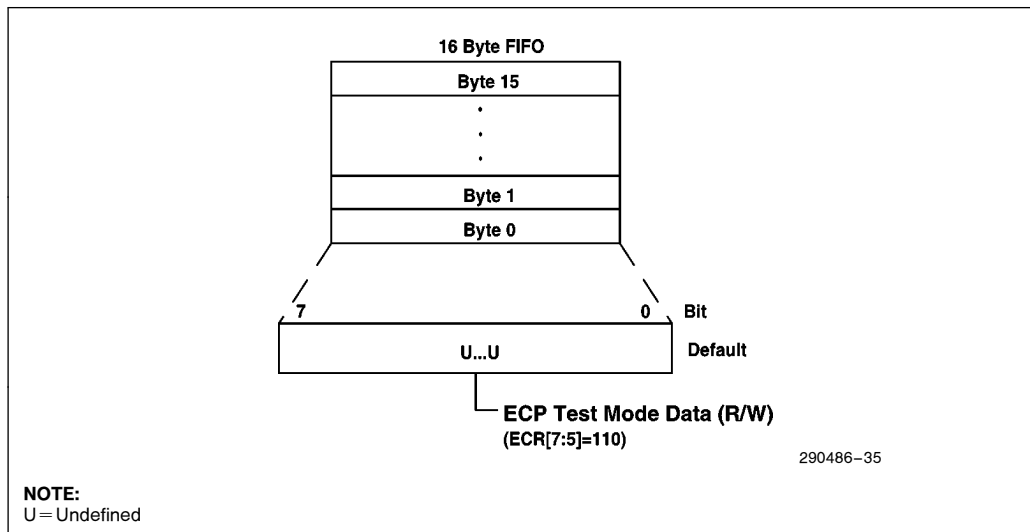 16 Byte FIFO
Byte 15
Byte 1
Byte 0
7 0 Bit
U...U Default
ECP Test Mode Data (R/W)
(ECR[7:5]=110)
290486–35
NOTE:
U=Undefined